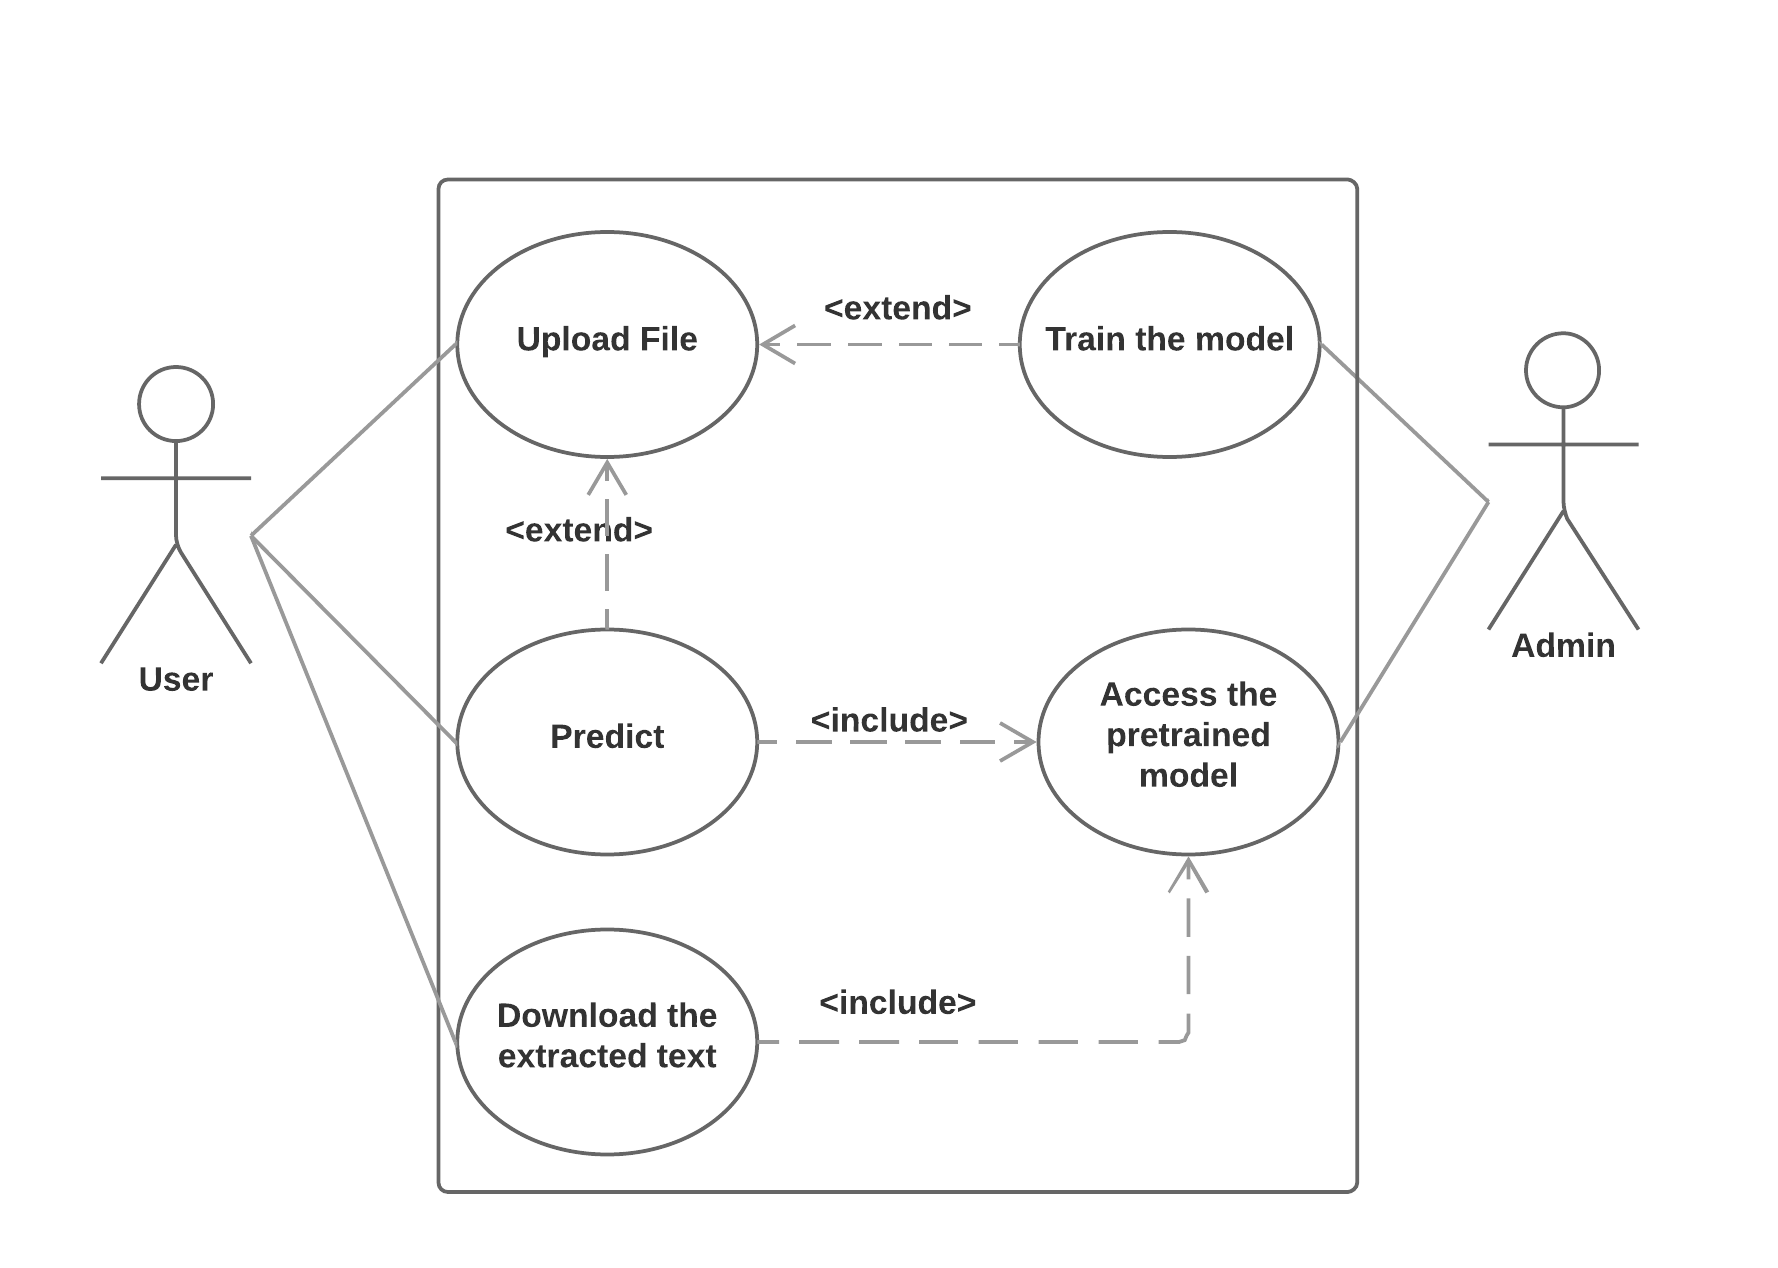 <extend>
Upload File
Train the model
<extend>
User
Admin
Predict
<include>
Access the
pretrained
model
<include>
Download the
extracted text